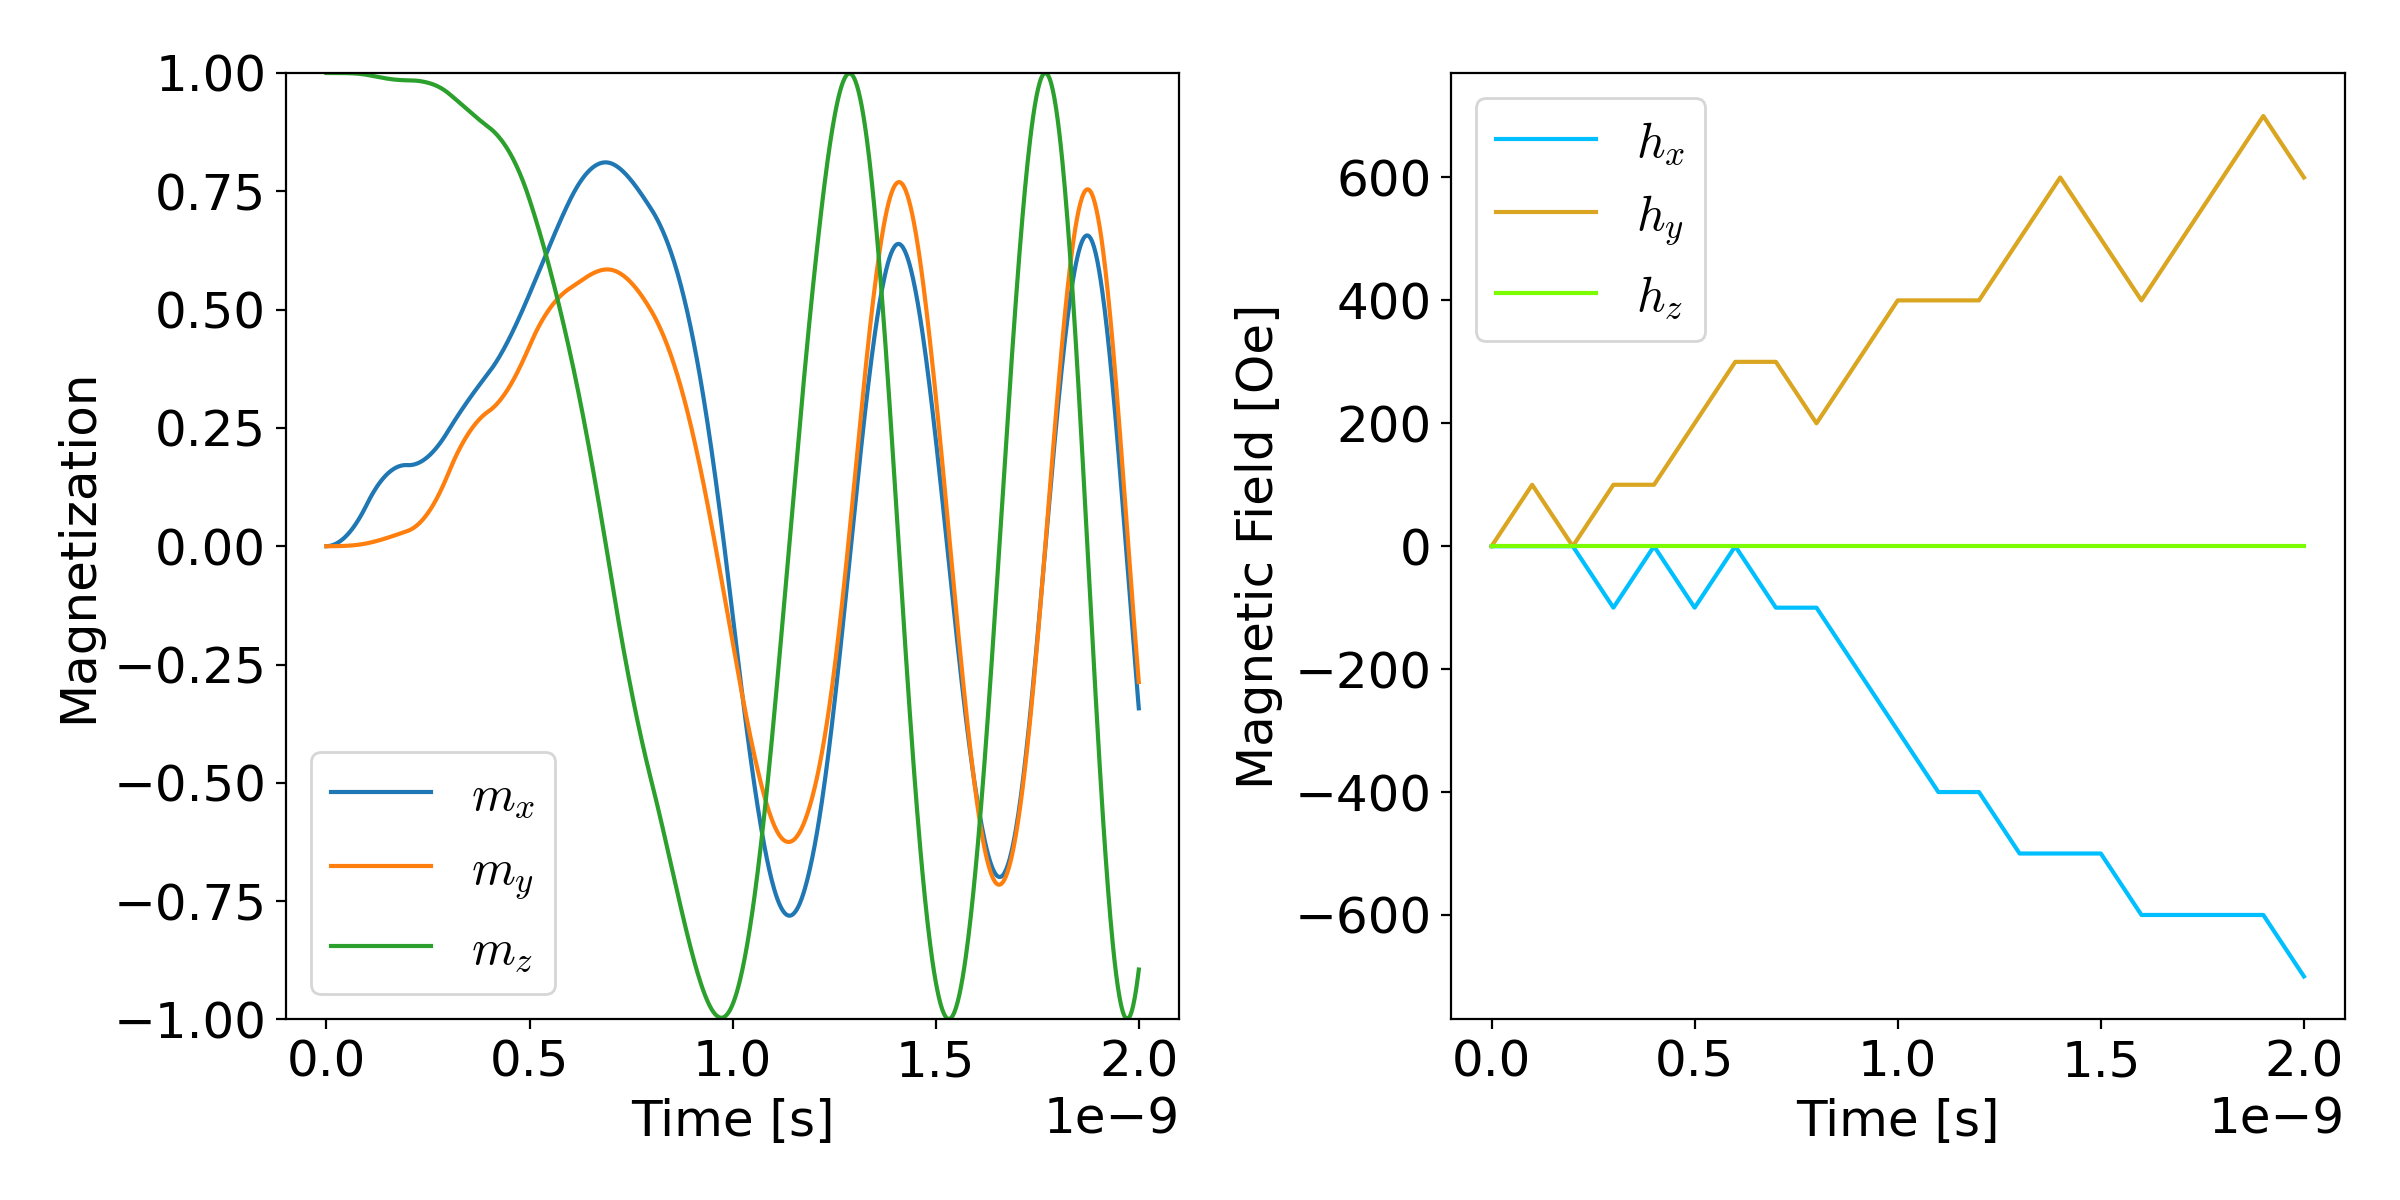 1.00
0.75
0.50
0.25
0.00
−0.25
−0.50
−0.75
−1.00
Magnetization
m_x
m_y
m_z
0.0 0.5 1.0 1.5 2.0
Time [s]
1e−9
600
400
200
0
−200
−400
−600
Magnetic Field [Oe]
h_x
h_y
h_z
0.0 0.5 1.0 1.5 2.0
Time [s]
1e−9